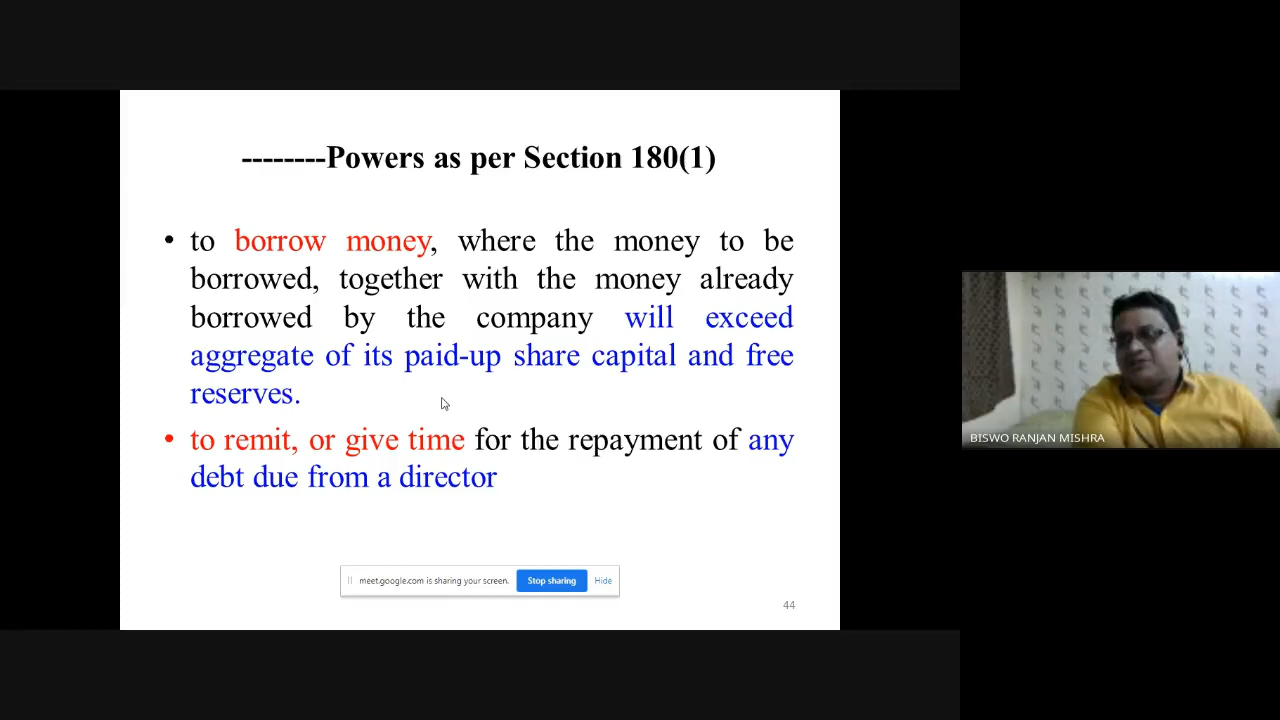 --------Powers as per Section 180(1)
• to borrow money, where the money to be
borrowed, together with the money already
borrowed by the company will exceed
aggregate of its paid-up share capital and free
reserves.
• to remit, or give time for the repayment of any
debt due from a director
meet.google.com is sharing your screen. Stop sharing Hide
44
BISWO RANJAN MISHRA